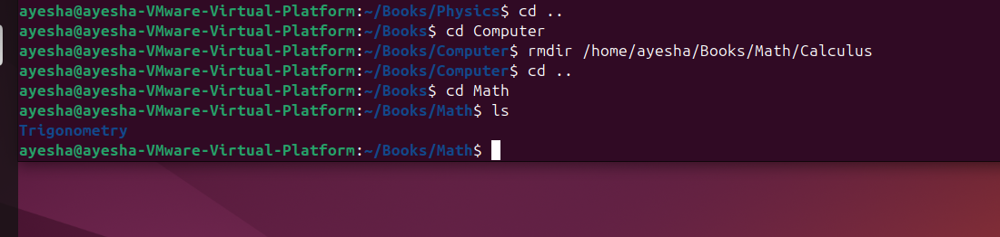 ayesha@ayesha-VMware-Virtual-Platform:~/Books/Physics$ cd ..
ayesha@ayesha-VMware-Virtual-Platform:~/Books$ cd Computer
ayesha@ayesha-VMware-Virtual-Platform:~/Books/Computer$ rmdir /home/ayesha/Books/Math/Calculus
ayesha@ayesha-VMware-Virtual-Platform:~/Books/Computer$ cd ..
ayesha@ayesha-VMware-Virtual-Platform:~/Books$ cd Math
ayesha@ayesha-VMware-Virtual-Platform:~/Books/Math$ ls
Trigonometry
ayesha@ayesha-VMware-Virtual-Platform:~/Books/Math$